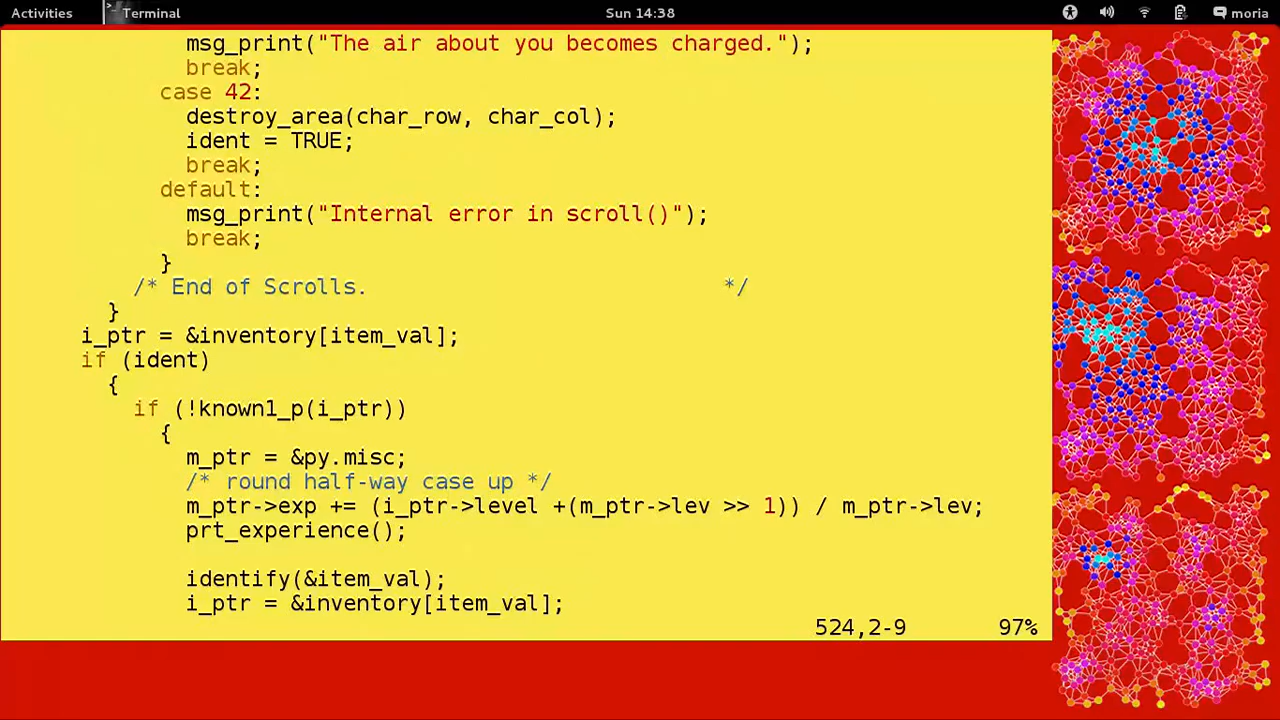 Activities Terminal Sun 14:38 moria
msg_print("The air about you becomes charged.");
break;
case 42:
destroy_area(char_row, char_col);
ident = TRUE;
break;
default:
msg_print("Internal error in scroll()");
break;
}
/* End of Scrolls. */
}
i_ptr = &inventory[item_val];
if (ident)
{
if (!known1_p(i_ptr))
{
m_ptr = &py.misc;
/* round half-way case up */
m_ptr->exp += (i_ptr->level +(m_ptr->lev >> 1)) / m_ptr->lev;
prt_experience();
identify(&item_val);
i_ptr = &inventory[item_val];
524,2-9 97%